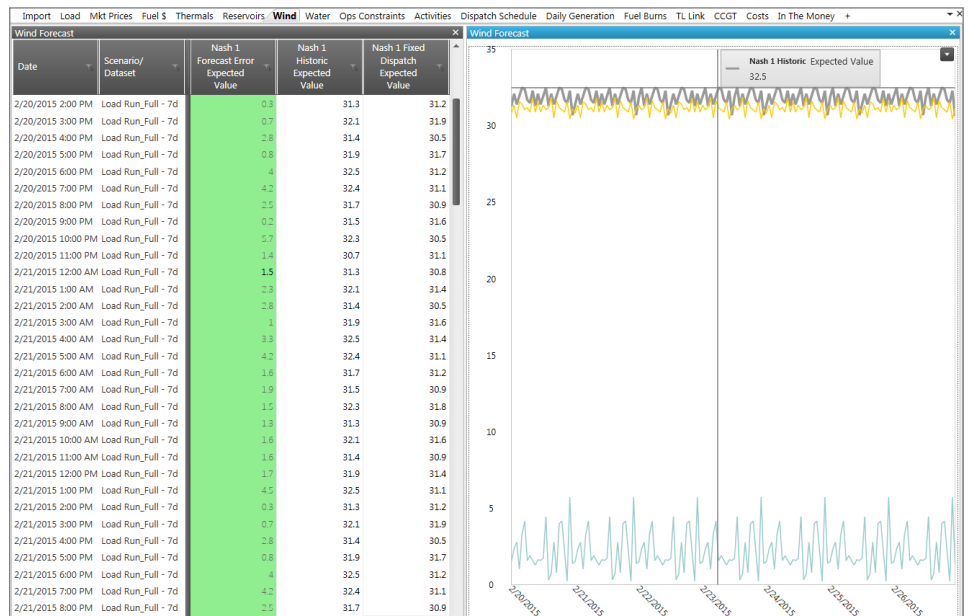 Import Load Mkt Prices Fuel $ Thermals Reservoirs Wind Water Ops Constraints Activities Dispatch Schedule Daily Generation Fuel Burns TL Link CCGT Costs In The Money +
Wind Forecast
Date Scenario/ Dataset Nash 1 Forecast Error Expected Value Nash 1 Historic Expected Value Nash 1 Fixed Dispatch Expected Value
2/20/2015 2:00 PM Load Run_Full - 7d 0.3 31.3 31.2
2/20/2015 3:00 PM Load Run_Full - 7d 0.7 32.1 31.9
2/20/2015 4:00 PM Load Run_Full - 7d 2.8 31.4 30.5
2/20/2015 5:00 PM Load Run_Full - 7d 0.8 31.9 31.7
2/20/2015 6:00 PM Load Run_Full - 7d 4 32.5 31.2
2/20/2015 7:00 PM Load Run_Full - 7d 4.2 32.4 31.1
2/20/2015 8:00 PM Load Run_Full - 7d 2.5 31.7 30.9
2/20/2015 9:00 PM Load Run_Full - 7d 0.2 31.5 31.6
2/20/2015 10:00 PM Load Run_Full - 7d 5.7 32.3 30.5
2/20/2015 11:00 PM Load Run_Full - 7d 1.4 30.7 31.1
2/21/2015 12:00 AM Load Run_Full - 7d 1.5 31.3 30.8
2/21/2015 1:00 AM Load Run_Full - 7d 2.3 32.1 31.4
2/21/2015 2:00 AM Load Run_Full - 7d 2.8 31.4 30.5
2/21/2015 3:00 AM Load Run_Full - 7d 1 31.9 31.6
2/21/2015 4:00 AM Load Run_Full - 7d 3.3 32.5 31.4
2/21/2015 5:00 AM Load Run_Full - 7d 4.2 32.4 31.1
2/21/2015 6:00 AM Load Run_Full - 7d 1.6 31.7 31.2
2/21/2015 7:00 AM Load Run_Full - 7d 1.9 31.5 30.9
2/21/2015 8:00 AM Load Run_Full - 7d 1.5 32.3 31.8
2/21/2015 9:00 AM Load Run_Full - 7d 1.3 31.3 30.9
2/21/2015 10:00 AM Load Run_Full - 7d 1.6 32.1 31.6
2/21/2015 11:00 AM Load Run_Full - 7d 1.6 31.4 30.9
2/21/2015 12:00 PM Load Run_Full - 7d 1.7 31.9 31.4
2/21/2015 1:00 PM Load Run_Full - 7d 4.5 32.5 31.1
2/21/2015 2:00 PM Load Run_Full - 7d 0.3 31.3 31.2
2/21/2015 3:00 PM Load Run_Full - 7d 0.7 32.1 31.9
2/21/2015 4:00 PM Load Run_Full - 7d 2.8 31.4 30.5
2/21/2015 5:00 PM Load Run_Full - 7d 0.8 31.9 31.7
2/21/2015 6:00 PM Load Run_Full - 7d 4 32.5 31.2
2/21/2015 7:00 PM Load Run_Full - 7d 4.2 32.4 31.1
2/21/2015 8:00 PM Load Run_Full - 7d 2.5 31.7 30.9
Wind Forecast
Nash 1 Historic Expected Value
32.5
35
30
25
20
15
10
5
0
2/20/2015 2/21/2015 2/22/2015 2/23/2015 2/24/2015 2/25/2015 2/26/2015